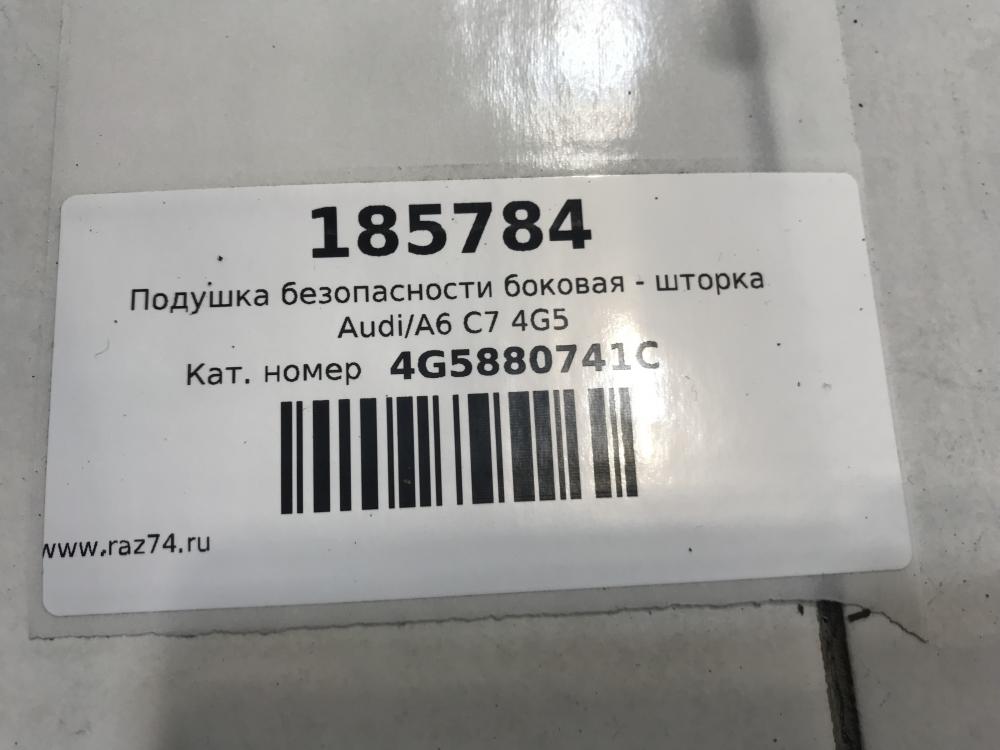 185784
Подушка безопасности боковая - шторка
Audi/A6 C7 4G5
Кат. номер 4G5880741C
www.raz74.ru